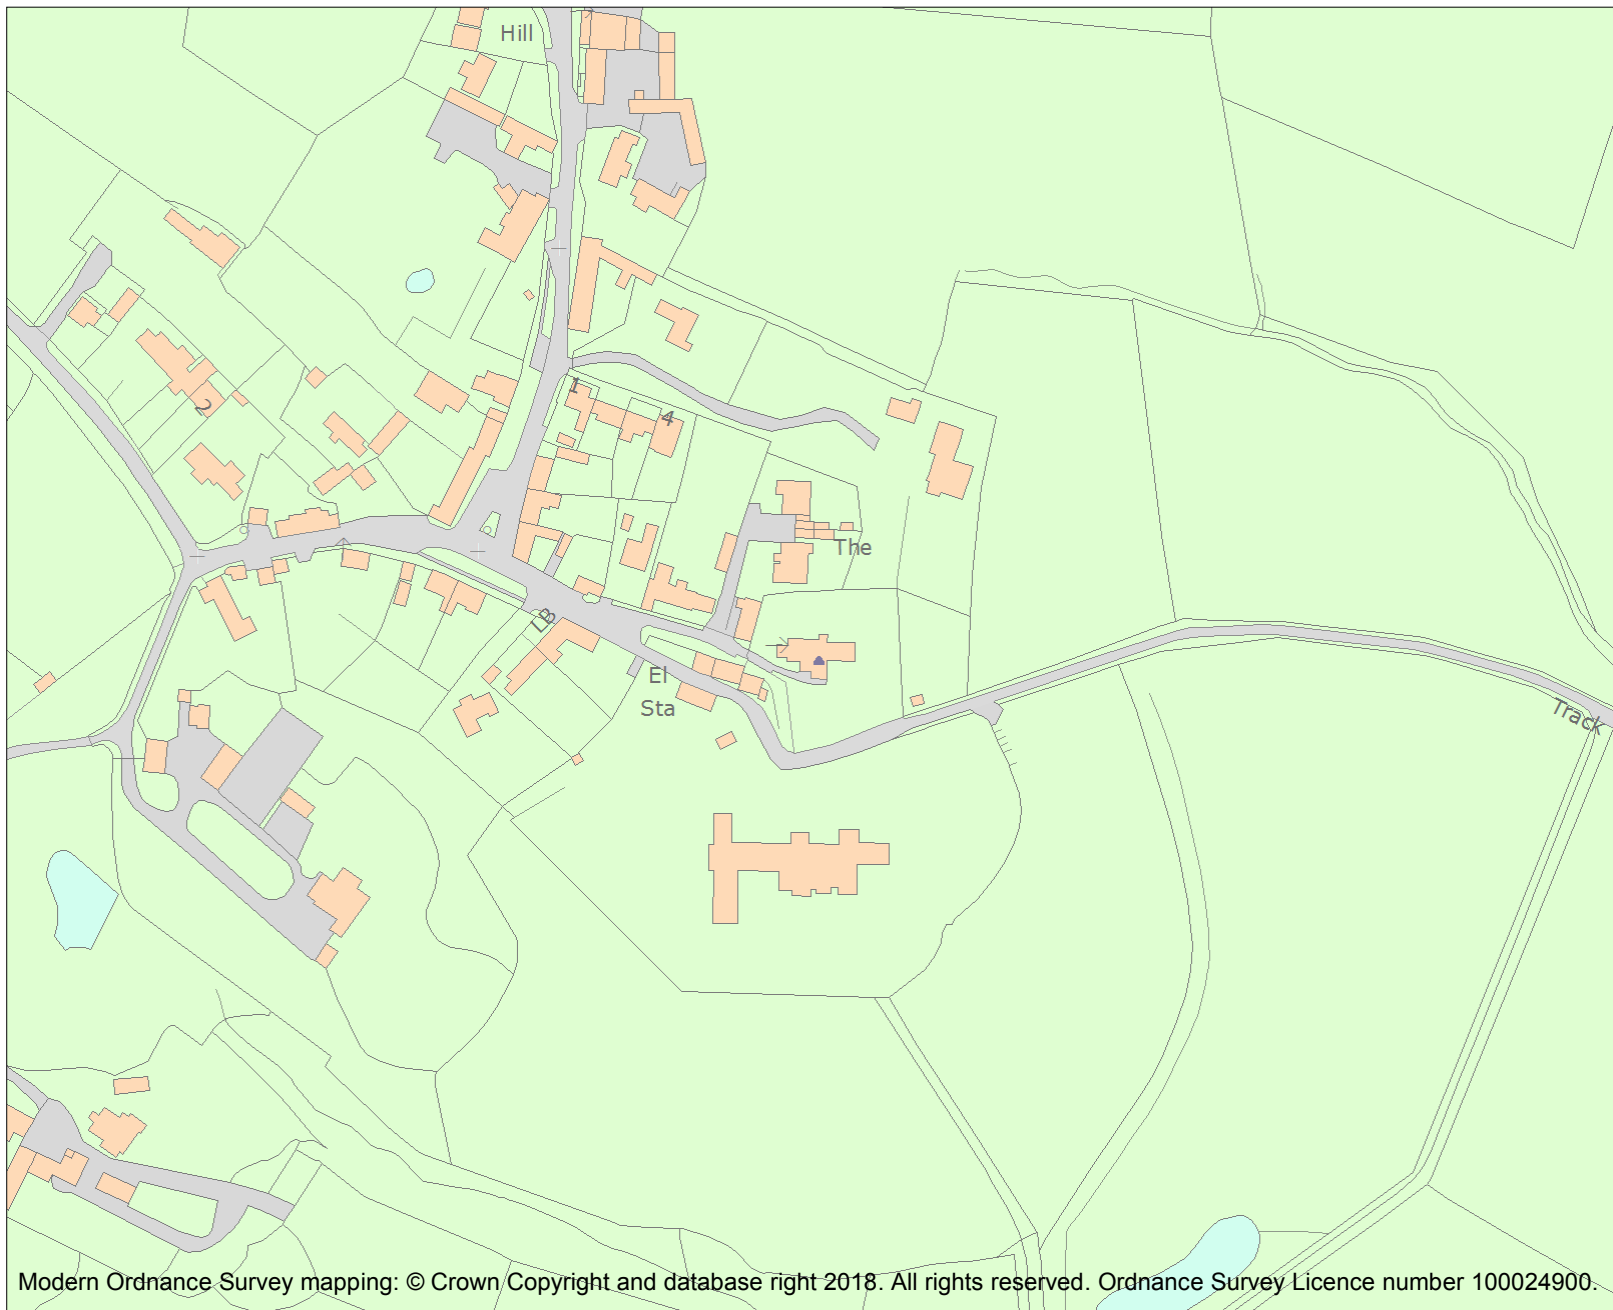 Hill
1
4
2
The
LB
El
Sta
Track
Modern Ordnance Survey mapping: © Crown Copyright and database right 2018. All rights reserved. Ordnance Survey Licence number 100024900.